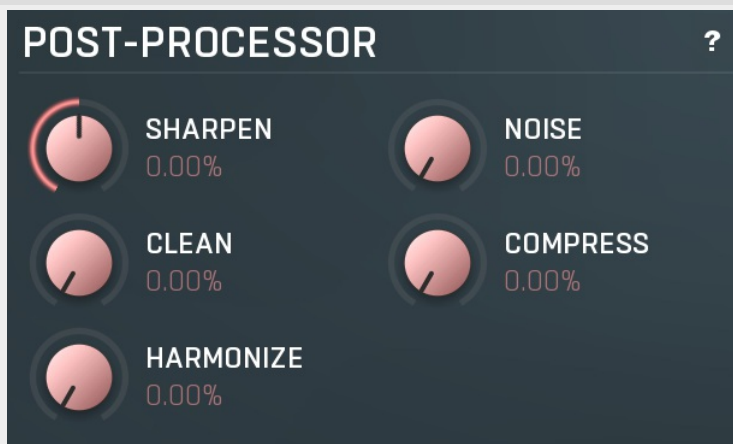 POST-PROCESSOR ?
SHARPEN
0.00%
NOISE
0.00%
CLEAN
0.00%
COMPRESS
0.00%
HARMONIZE
0.00%